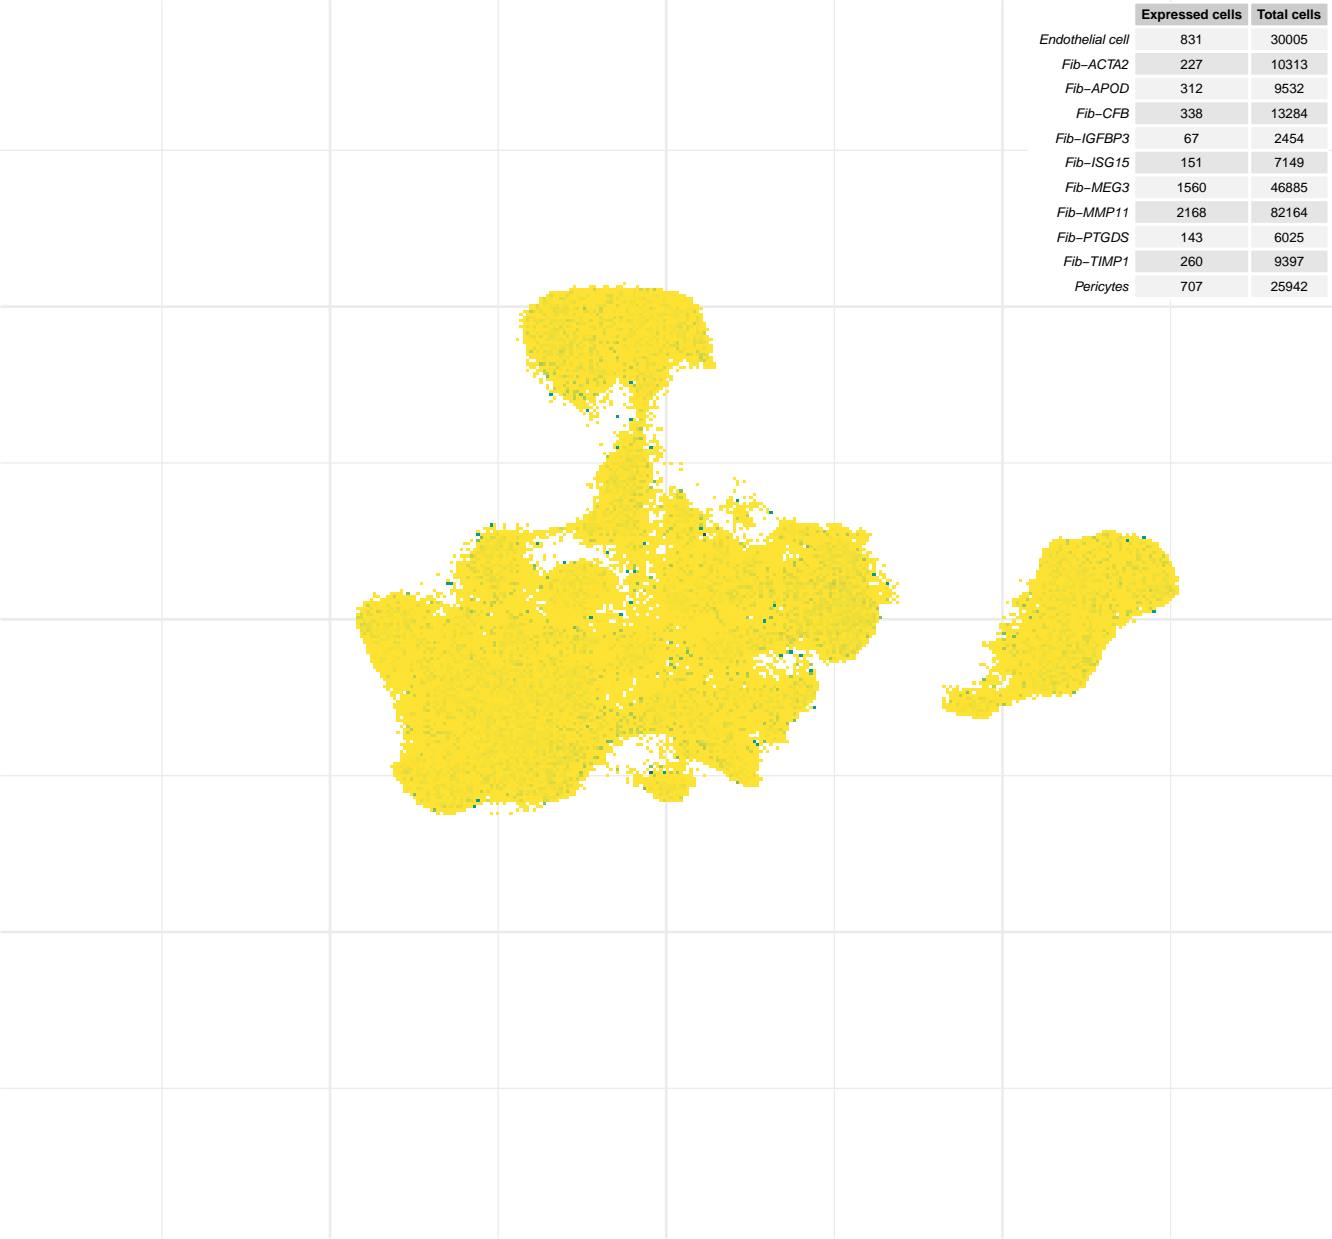 Expressed cells Total cells
Endothelial cell 831 30005
Fib−ACTA2 227 10313
Fib−APOD 312 9532
Fib−CFB 338 13284
Fib−IGFBP3 67 2454
Fib−ISG15 151 7149
Fib−MEG3 1560 46885
Fib−MMP11 2168 82164
Fib−PTGDS 143 6025
Fib−TIMP1 260 9397
Pericytes 707 25942